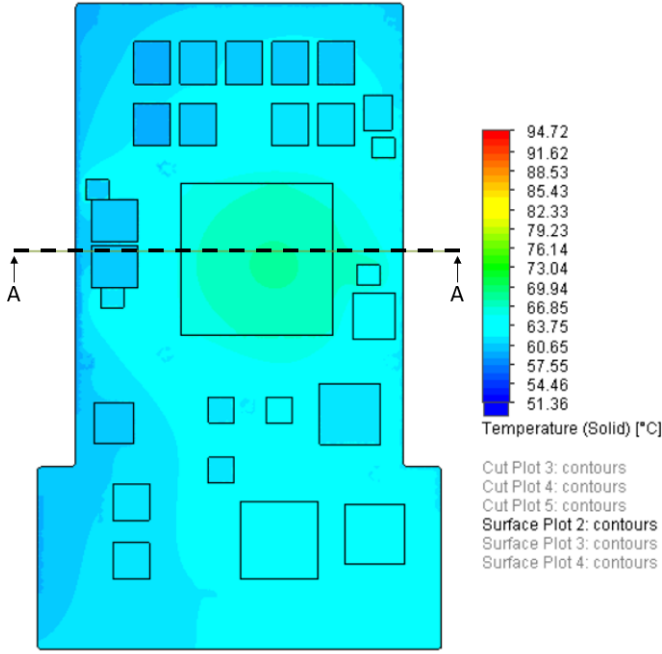 A A
94.72
91.62
88.53
85.43
82.33
79.23
76.14
73.04
69.94
66.85
63.75
60.65
57.55
54.46
51.36
Temperature (Solid) [°C]
Cut Plot 3: contours
Cut Plot 4: contours
Cut Plot 5: contours
Surface Plot 2: contours
Surface Plot 3: contours
Surface Plot 4: contours